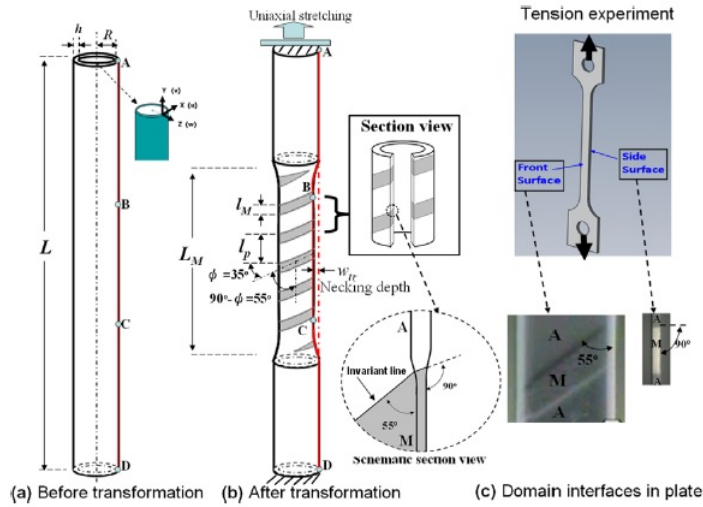 h
R
A
Y (v)
X (u)
Z (w)
B
L
C
D
(a) Before transformation
Uniaxial stretching
A
B
l_M
l_p
L_M
ϕ =35°
90°- ϕ =55°
w_tt
Necking depth
C
D
(b) After transformation
Section view
A
Invariant line
90°
55°
M
Schematic section view
Tension experiment
Front
Surface
Side
Surface
A
55°
M
A
A
M
90°
A
(c) Domain interfaces in plate